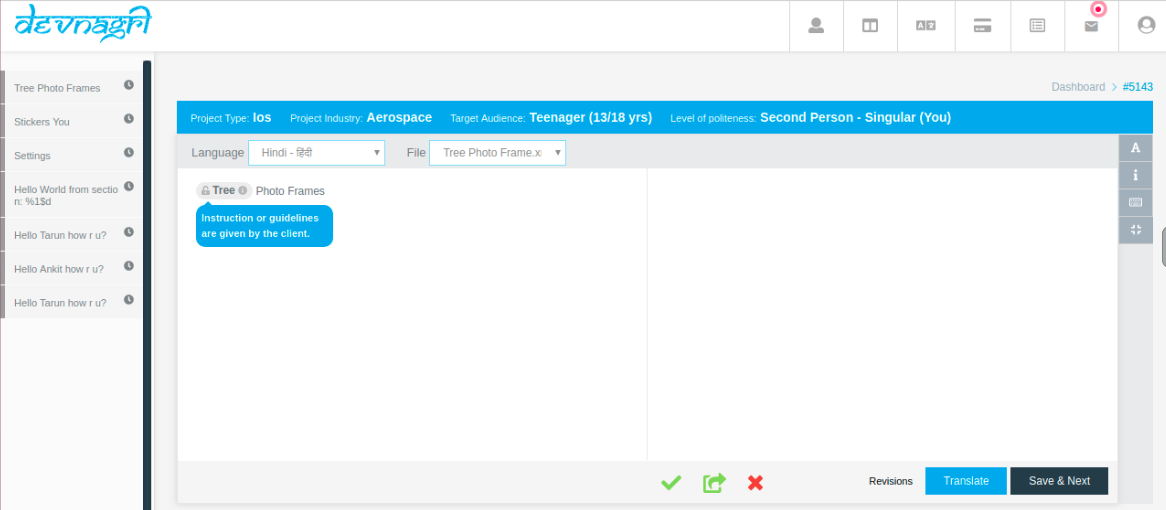 devnagri
Dashboard > #5143
Tree Photo Frames
Stickers You
Settings
Hello World from sectio
n: %1$d
Hello Tarun how r u?
Hello Ankit how r u?
Hello Tarun how r u?
Project Type: Ios Project Industry: Aerospace Target Audience: Teenager (13/18 yrs) Level of politeness: Second Person - Singular (You)
Language Hindi - हिंदी File Tree Photo Frame.x
Tree Photo Frames
Instruction or guidelines
are given by the client.
Revisions Translate Save & Next